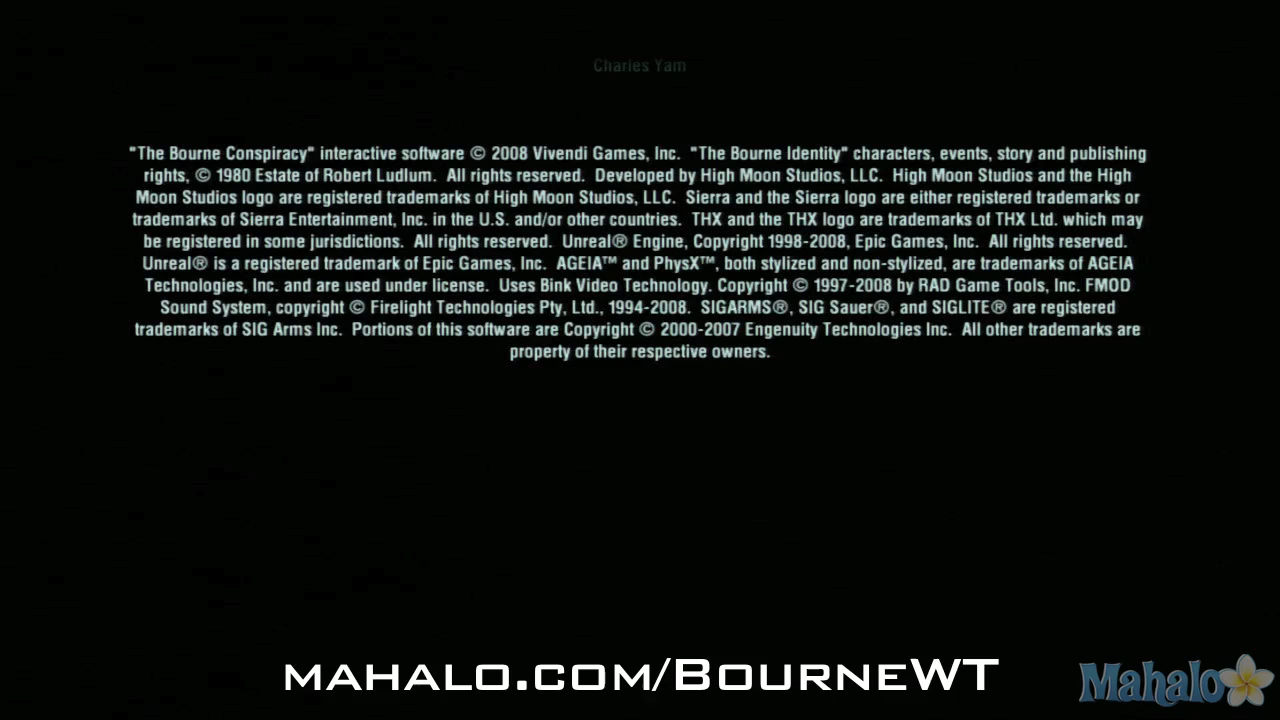 Charles Yam
"The Bourne Conspiracy" interactive software © 2008 Vivendi Games, Inc.  "The Bourne Identity" characters, events, story and publishing
rights, © 1980 Estate of Robert Ludlum.  All rights reserved.  Developed by High Moon Studios, LLC.  High Moon Studios and the High
Moon Studios logo are registered trademarks of High Moon Studios, LLC.  Sierra and the Sierra logo are either registered trademarks or
trademarks of Sierra Entertainment, Inc. in the U.S. and/or other countries.  THX and the THX logo are trademarks of THX Ltd. which may
be registered in some jurisdictions.  All rights reserved.  Unreal® Engine, Copyright 1998-2008, Epic Games, Inc.  All rights reserved.
Unreal® is a registered trademark of Epic Games, Inc.  AGEIA™ and PhysX™, both stylized and non-stylized, are trademarks of AGEIA
Technologies, Inc. and are used under license.  Uses Bink Video Technology. Copyright © 1997-2008 by RAD Game Tools, Inc. FMOD
Sound System, copyright © Firelight Technologies Pty, Ltd., 1994-2008.  SIGARMS®, SIG Sauer®, and SIGLITE® are registered
trademarks of SIG Arms Inc.  Portions of this software are Copyright © 2000-2007 Engenuity Technologies Inc.  All other trademarks are
property of their respective owners.
mahalo.com/BourneWT
Mahalo